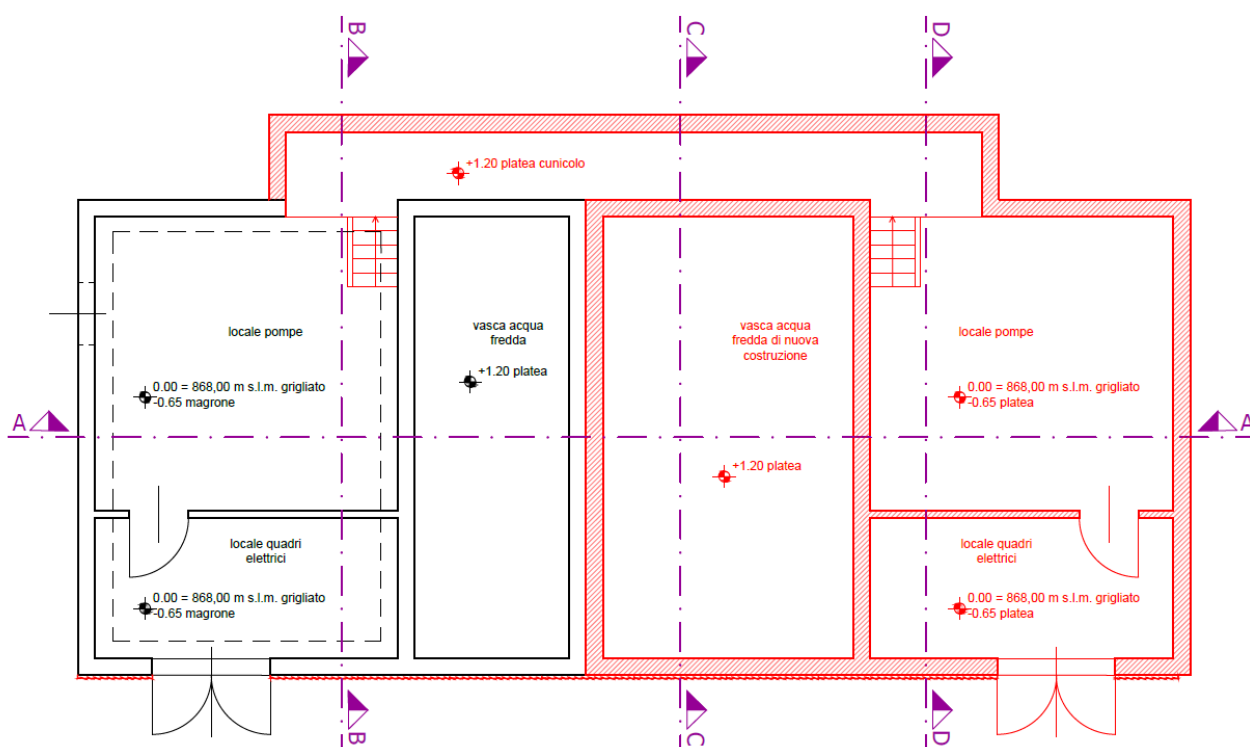 B
C
D
+1.20 platea cunicolo
locale pompe
vasca acqua
fredda
vasca acqua
fredda di nuova
costruzione
locale pompe
+1.20 platea
0.00 = 868,00 m s.l.m. grigliato
-0.65 magrone
0.00 = 868,00 m s.l.m. grigliato
-0.65 platea
A
A
+1.20 platea
locale quadri
elettrici
locale quadri
elettrici
0.00 = 868,00 m s.l.m. grigliato
-0.65 magrone
0.00 = 868,00 m s.l.m. grigliato
-0.65 platea
B
C
D